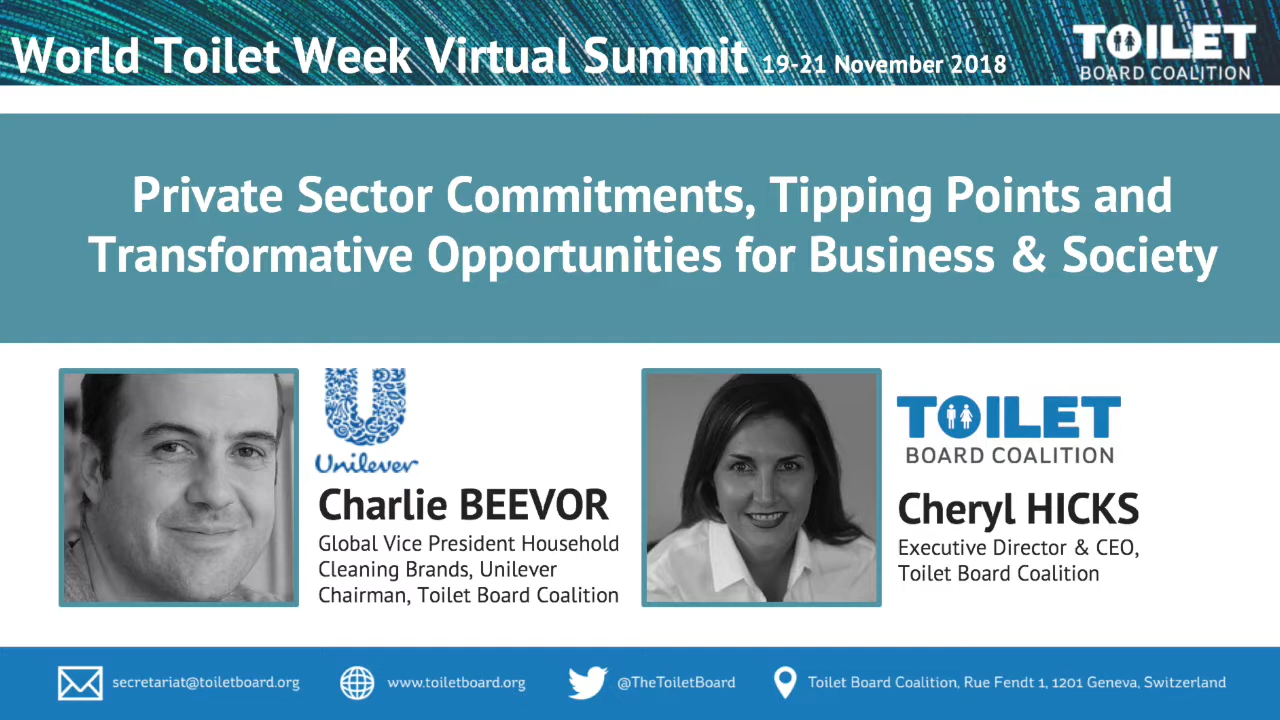 World Toilet Week Virtual Summit 19-21 November 2018
TOILET
BOARD COALITION
Private Sector Commitments, Tipping Points and
Transformative Opportunities for Business & Society
Unilever
Charlie BEEVOR
Global Vice President Household
Cleaning Brands, Unilever
Chairman, Toilet Board Coalition
TOILET
BOARD COALITION
Cheryl HICKS
Executive Director & CEO,
Toilet Board Coalition
secretariat@toiletboard.org
www.toiletboard.org
@TheToiletBoard
Toilet Board Coalition, Rue Fendt 1, 1201 Geneva, Switzerland